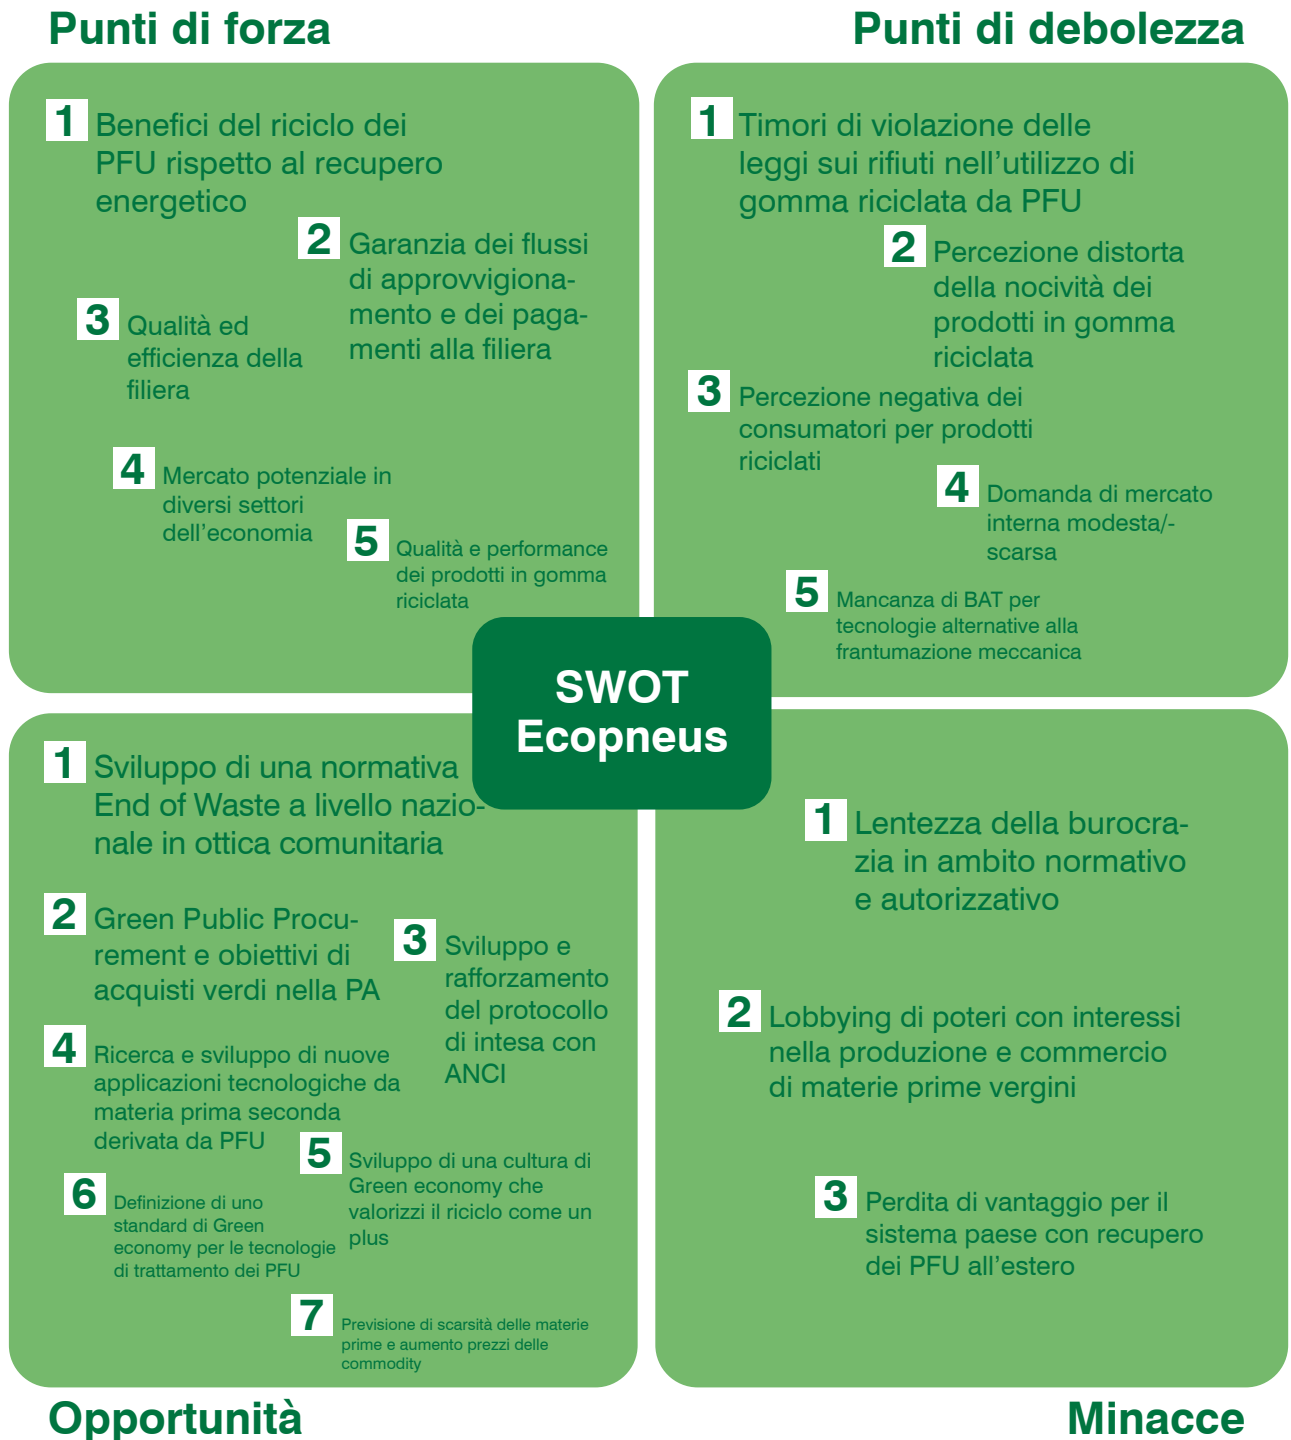 Punti di forza
1 Benefici del riciclo dei
PFU rispetto al recupero
energetico
2 Garanzia dei flussi
di approvvigiona-
mento e dei paga-
menti alla filiera
3 Qualità ed
efficienza della
filiera
4 Mercato potenziale in
diversi settori
dell'economia
5 Qualità e performance
dei prodotti in gomma
riciclata
Punti di debolezza
1 Timori di violazione delle
leggi sui rifiuti nell'utilizzo di
gomma riciclata da PFU
2 Percezione distorta
della nocività dei
prodotti in gomma
riciclata
3 Percezione negativa dei
consumatori per prodotti
riciclati
4 Domanda di mercato
interna modesta/-
scarsa
5 Mancanza di BAT per
tecnologie alternative alla
frantumazione meccanica
SWOT
Ecopneus
1 Sviluppo di una normativa
End of Waste a livello nazio-
nale in ottica comunitaria
2 Green Public Procu-
rement e obiettivi di
acquisti verdi nella PA
3 Sviluppo e
rafforzamento
del protocollo
di intesa con
ANCI
4 Ricerca e sviluppo di nuove
applicazioni tecnologiche da
materia prima seconda
derivata da PFU
5 Sviluppo di una cultura di
Green economy che
valorizzi il riciclo come un
plus
6 Definizione di uno
standard di Green
economy per le tecnologie
di trattamento dei PFU
7 Previsione di scarsità delle materie
prime e aumento prezzi delle
commodity
Opportunità
1 Lentezza della burocra-
zia in ambito normativo
e autorizzativo
2 Lobbying di poteri con interessi
nella produzione e commercio
di materie prime vergini
3 Perdita di vantaggio per il
sistema paese con recupero
dei PFU all'estero
Minacce